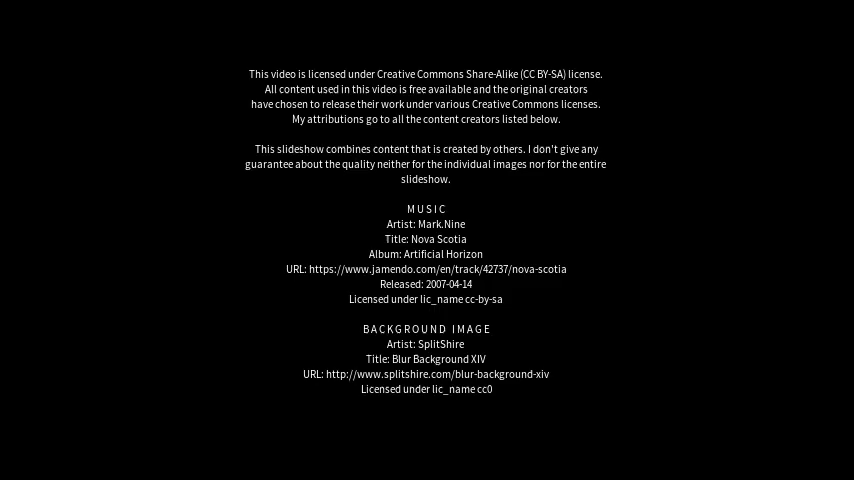 This video is licensed under Creative Commons Share-Alike (CC BY-SA) license.
All content used in this video is free available and the original creators
have chosen to release their work under various Creative Commons licenses.
My attributions go to all the content creators listed below.
This slideshow combines content that is created by others. I don't give any
guarantee about the quality neither for the individual images nor for the entire
slideshow.
MUSIC
Artist: Mark.Nine
Title: Nova Scotia
Album: Artificial Horizon
URL: https://www.jamendo.com/en/track/42737/nova-scotia
Released: 2007-04-14
Licensed under lic_name cc-by-sa
BACKGROUND IMAGE
Artist: SplitShire
Title: Blur Background XIV
URL: http://www.splitshire.com/blur-background-xiv
Licensed under lic_name cc0